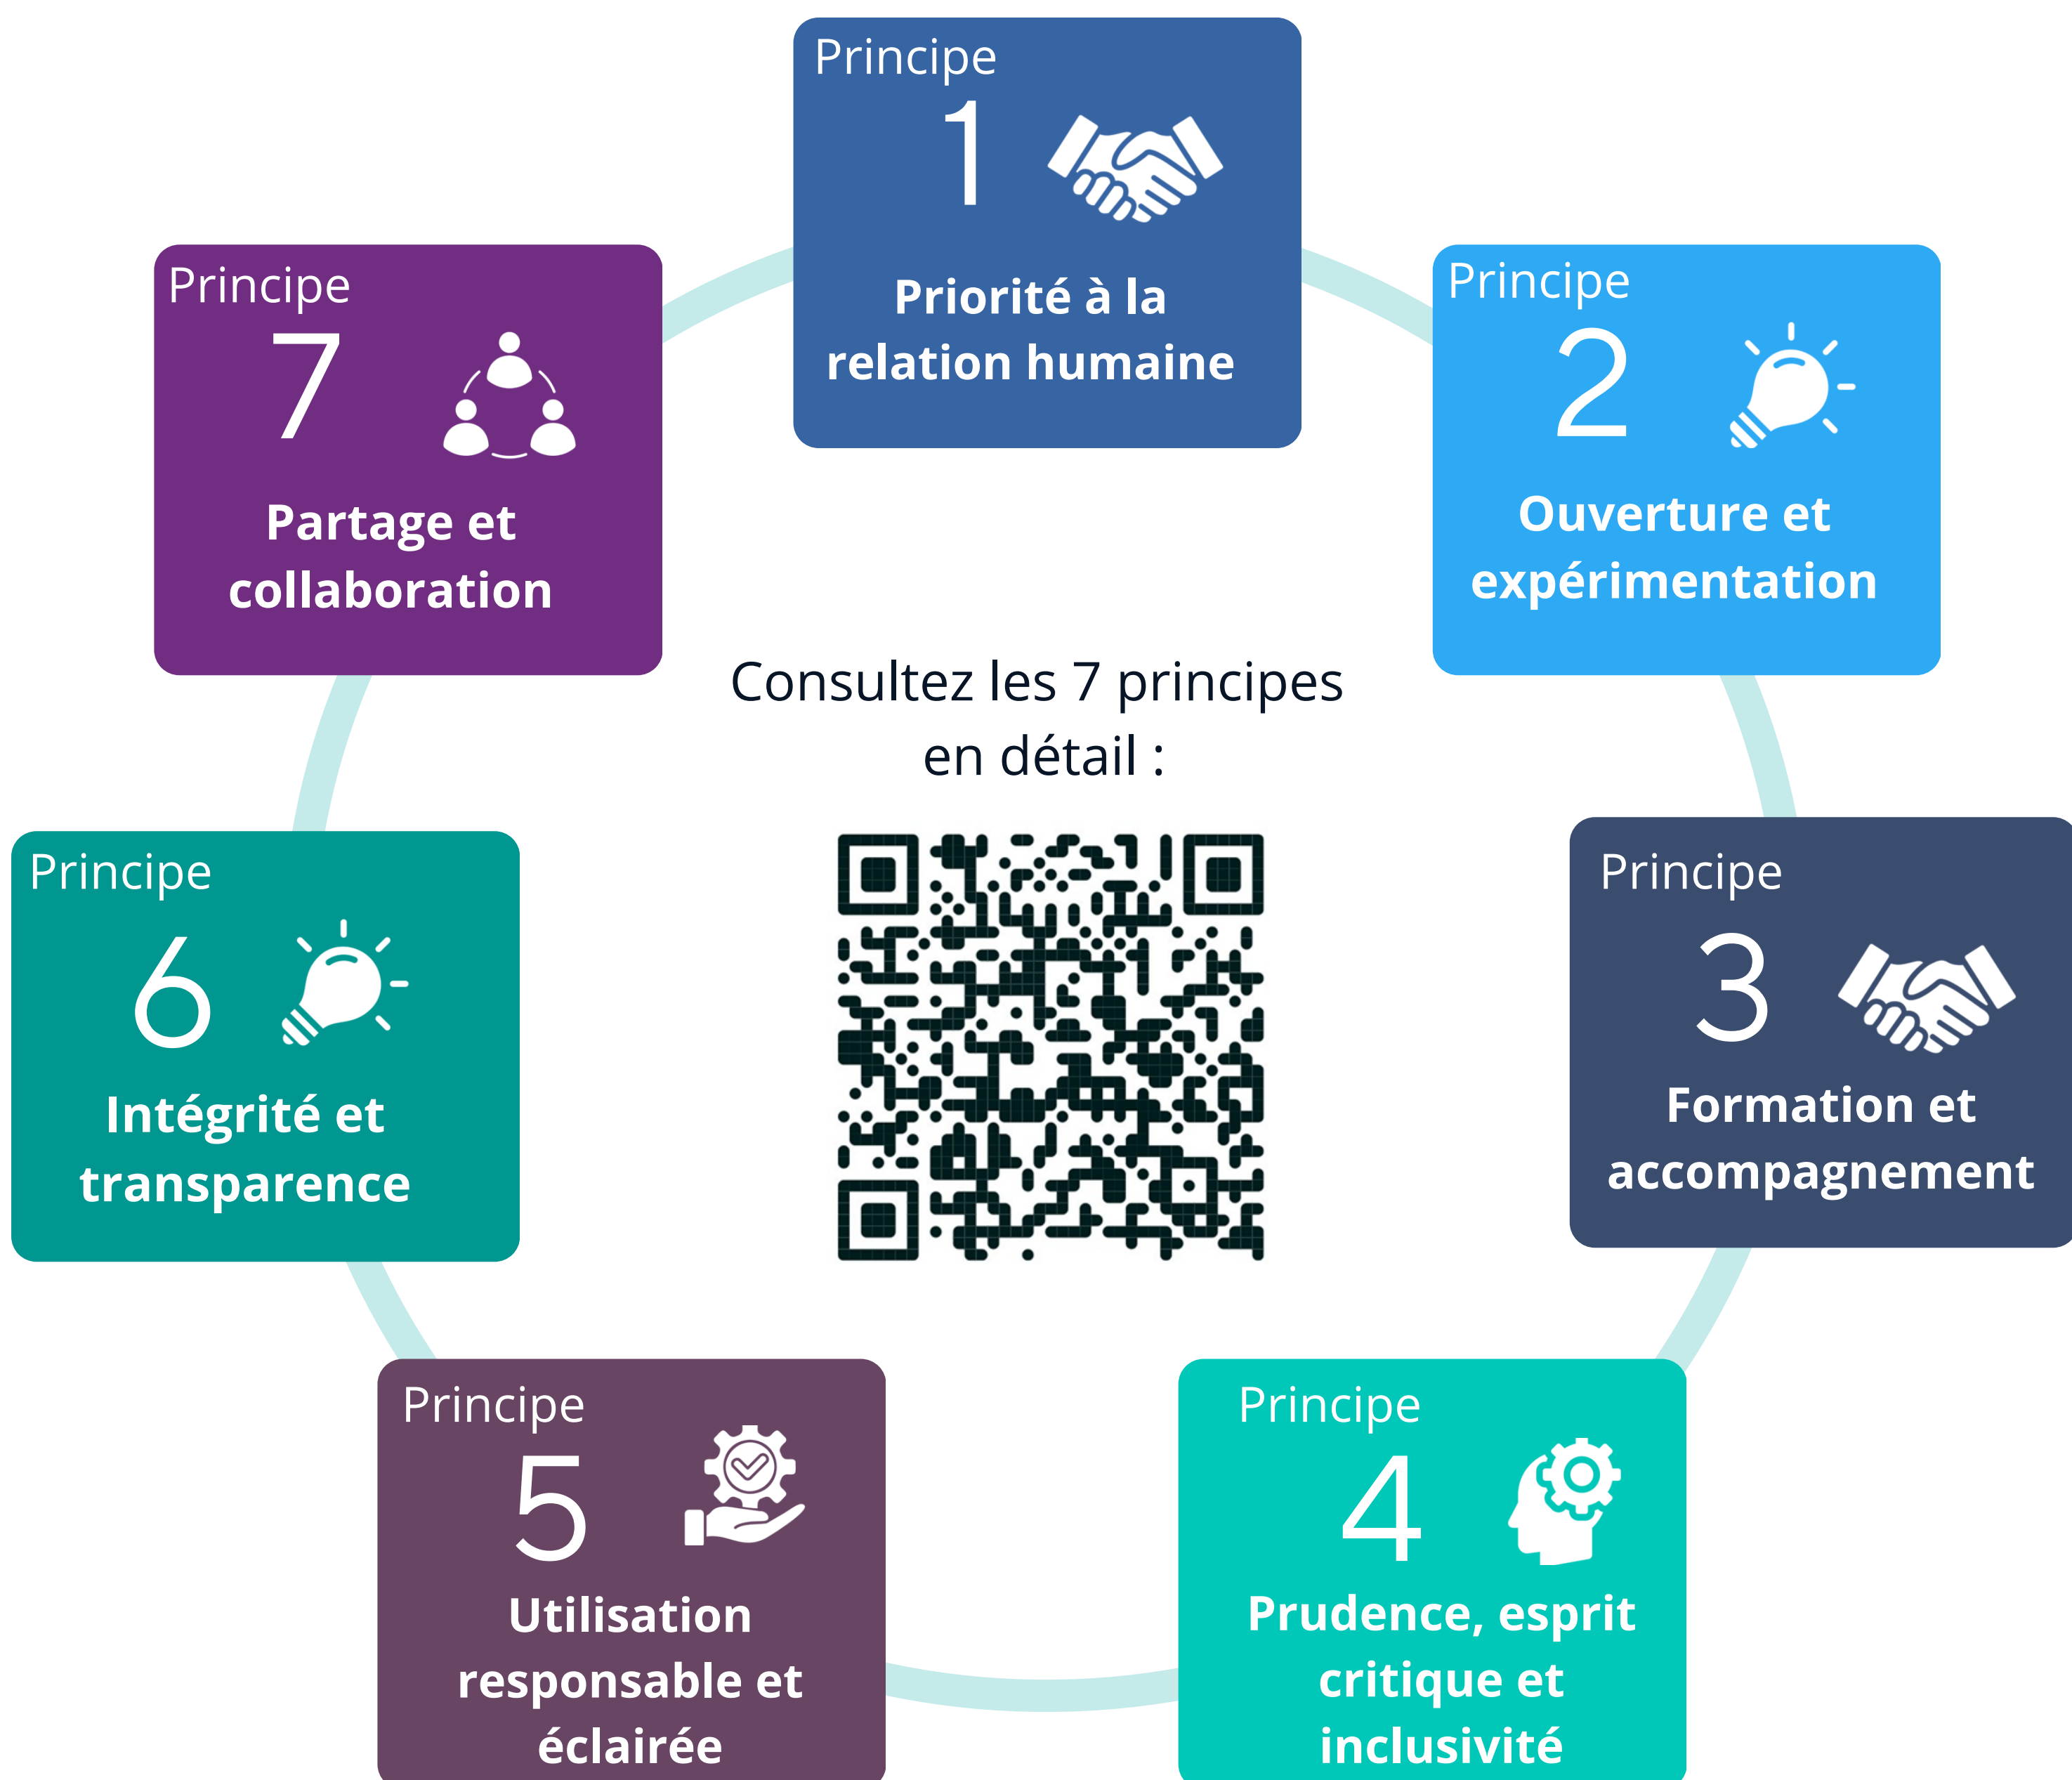 Principe
1
Priorité à la
relation humaine
Principe
2
Ouverture et
expérimentation
Principe
3
Formation et
accompagnement
Principe
4
Prudence, esprit
critique et
inclusivité
Principe
5
Utilisation
responsable et
éclairée
Principe
6
Intégrité et
transparence
Principe
7
Partage et
collaboration
Consultez les 7 principes
en détail :